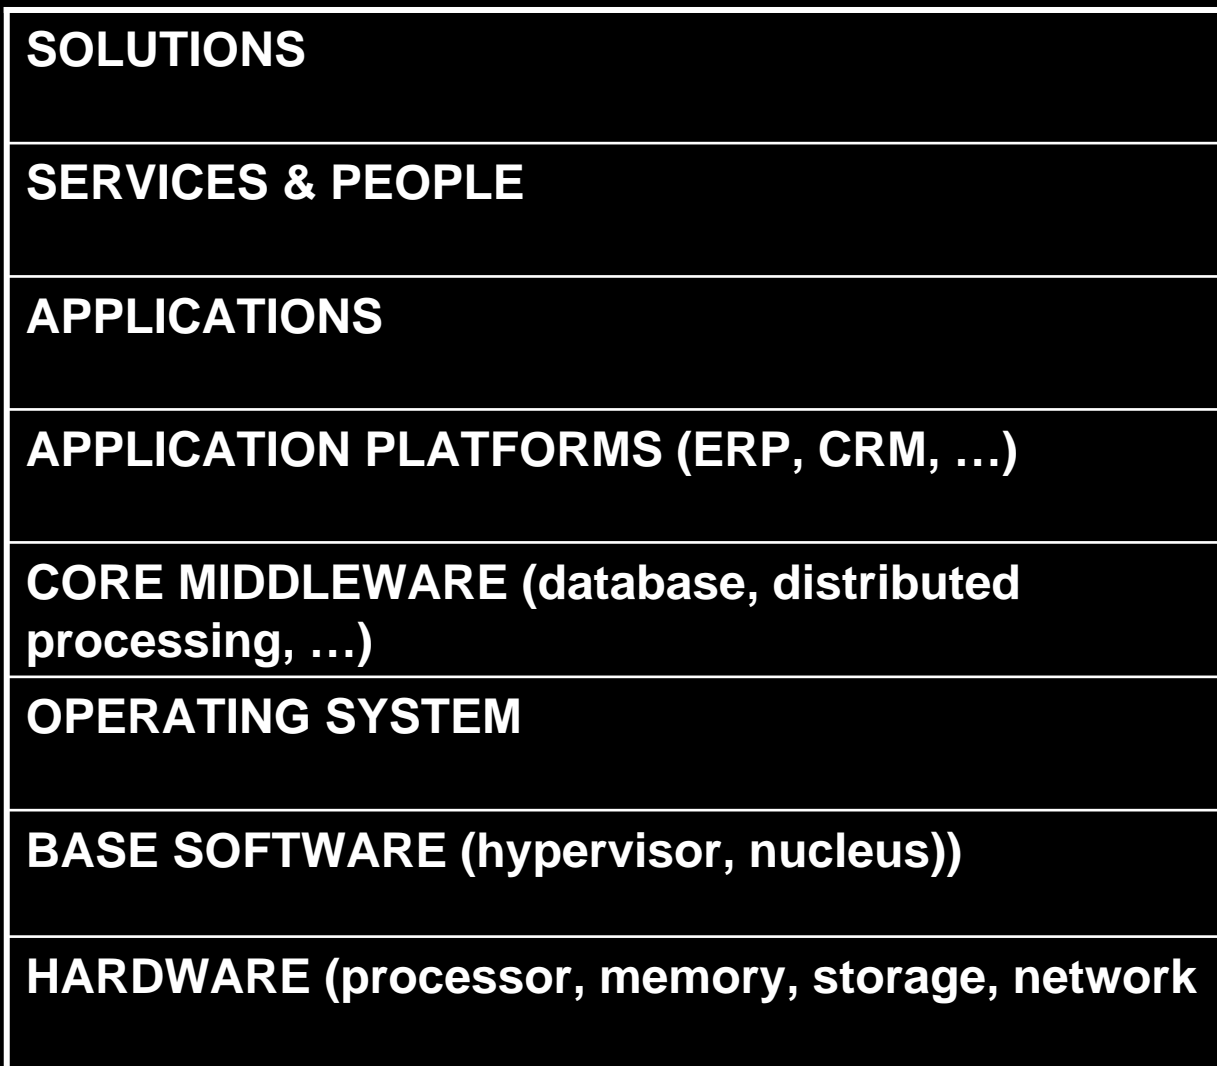 SOLUTIONS
SERVICES & PEOPLE
APPLICATIONS
APPLICATION PLATFORMS (ERP, CRM, …)
CORE MIDDLEWARE (database, distributed
processing, …)
OPERATING SYSTEM
BASE SOFTWARE (hypervisor, nucleus))
HARDWARE (processor, memory, storage, network